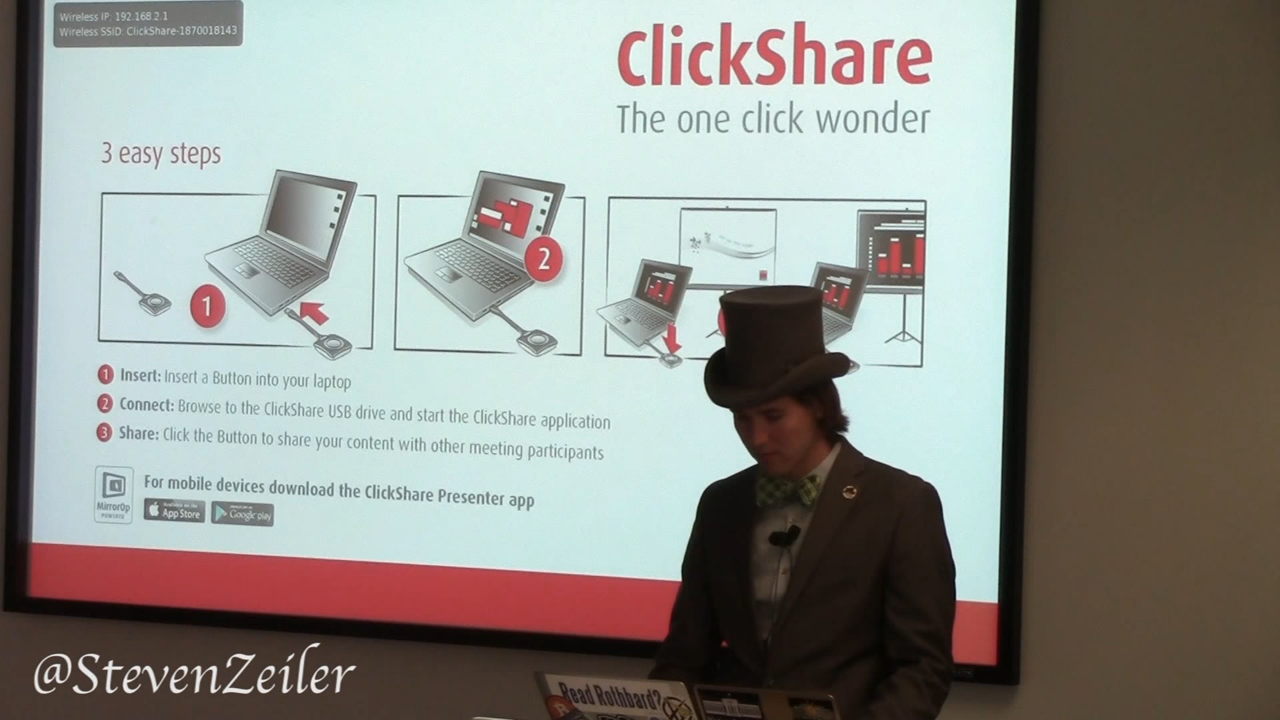 Wireless IP: 192.168.2.1
Wireless SSID: ClickShare-1870018143
ClickShare
The one click wonder
3 easy steps
1
2
1 Insert: Insert a Button into your laptop
2 Connect: Browse to the ClickShare USB drive and start the ClickShare application
3 Share: Click the Button to share your content with other meeting participants
For mobile devices download the ClickShare Presenter app
MirrorOp
POWERED
App Store
Google play
@StevenZeiler
Read Rothbard?